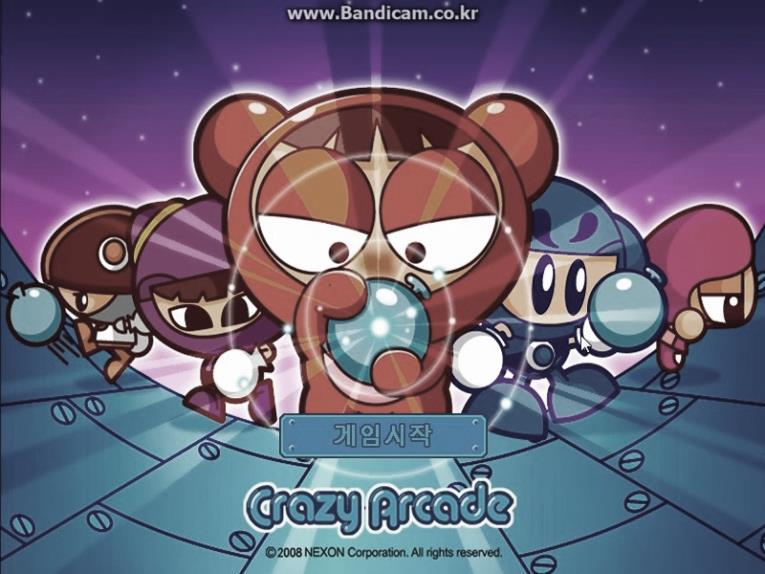 www.Bandicam.co.kr
게임시작
Crazy Arcade
©2008 NEXON Corporation. All rights reserved.